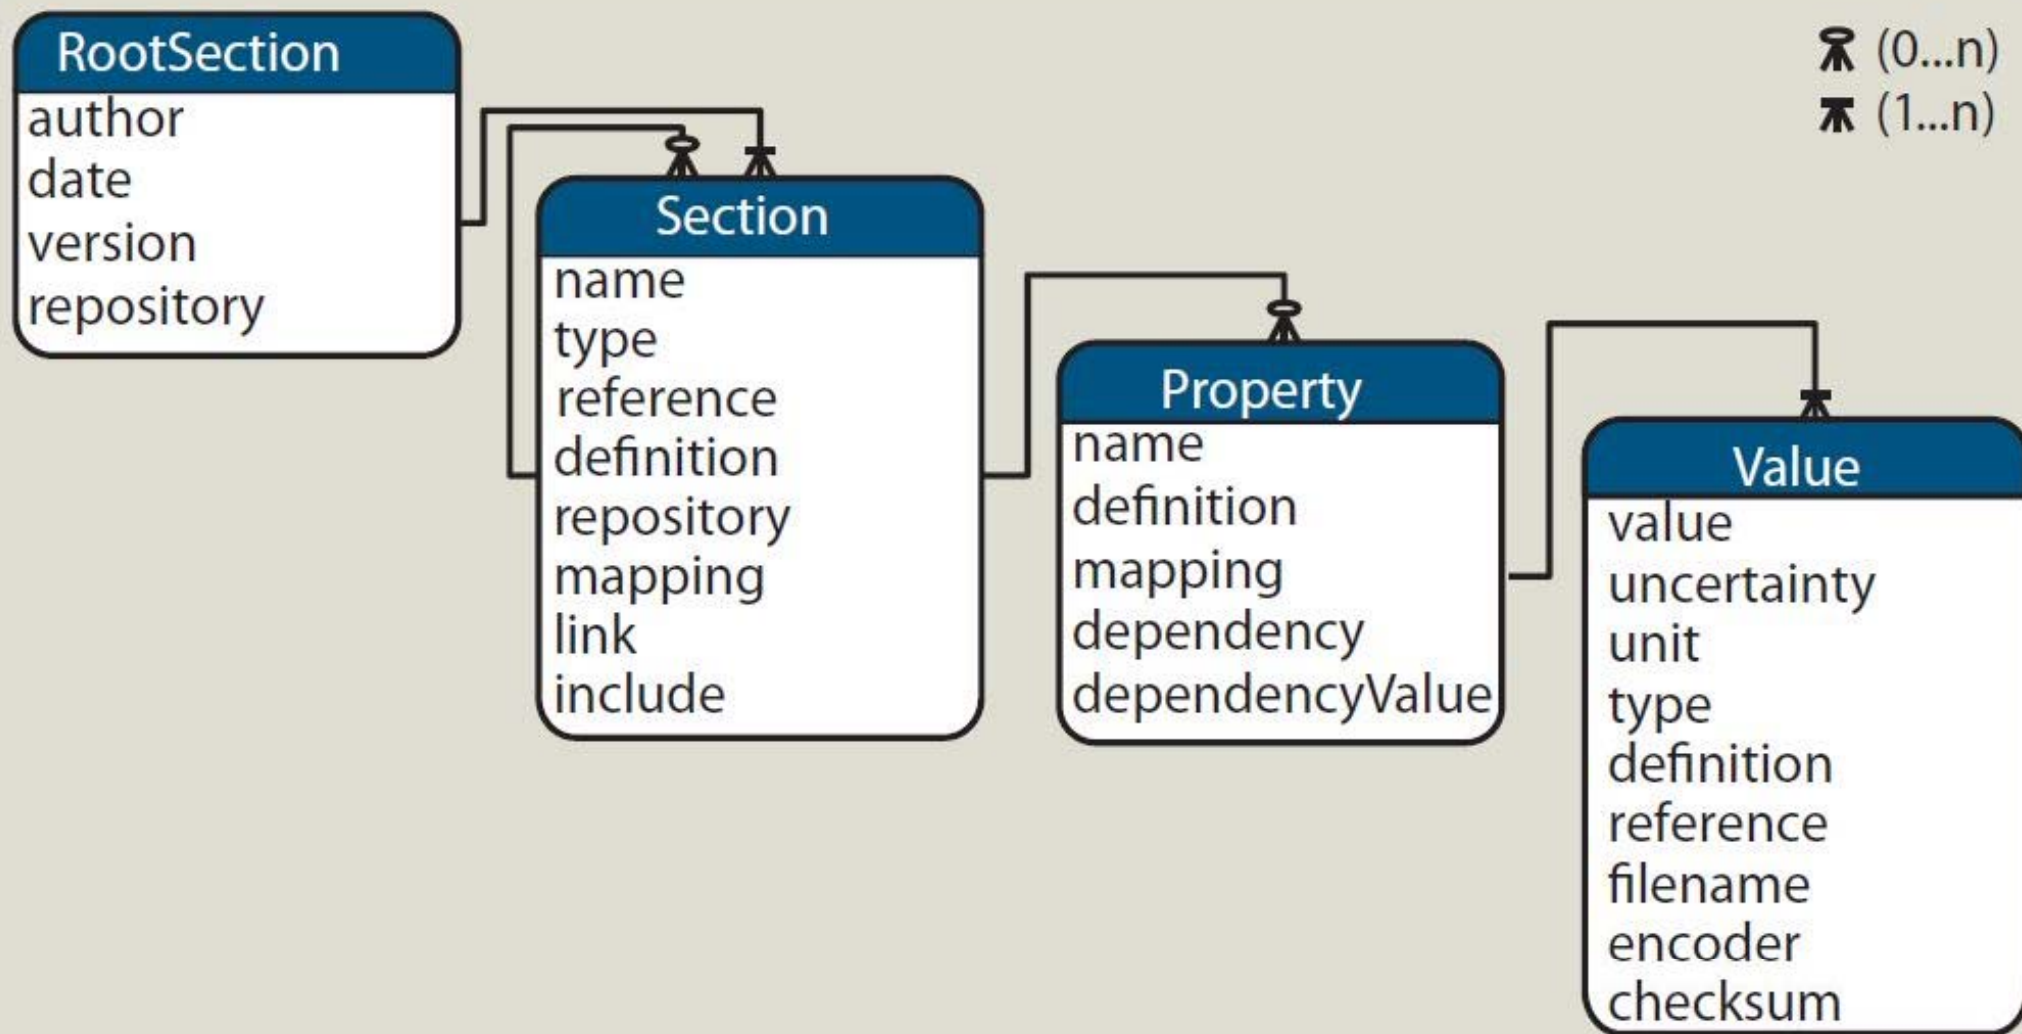 RootSection
author
date
version
repository
(0...n)
(1...n)
Section
name
type
reference
definition
repository
mapping
link
include
Property
name
definition
mapping
dependency
dependencyValue
Value
value
uncertainty
unit
type
definition
reference
filename
encoder
checksum